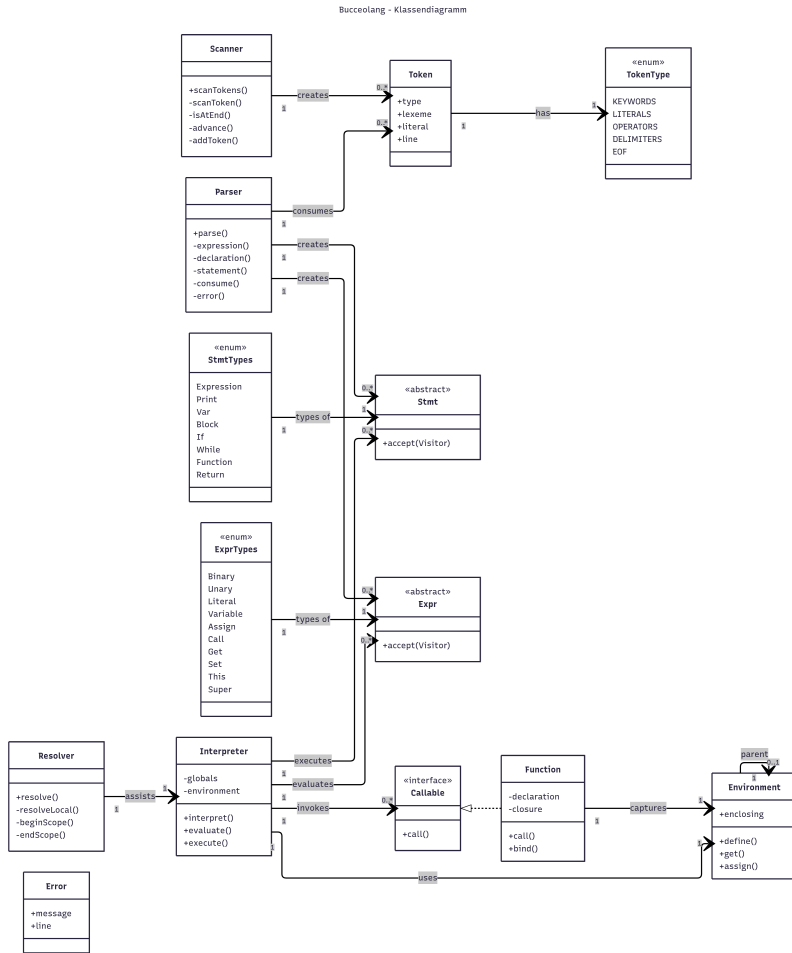 Bucceolang - Klassendiagramm
Scanner
+scanTokens()
-scanToken()
-isAtEnd()
-advance()
-addToken()
creates
1
0..*
Token
+type
+lexeme
+literal
+line
has
1
1
«enum»
TokenType
KEYWORDS
LITERALS
OPERATORS
DELIMITERS
EOF
Parser
+parse()
-expression()
-declaration()
-statement()
-consume()
-error()
consumes
1
0..*
creates
1
0..*
creates
1
0..*
«enum»
StmtTypes
Expression
Print
Var
Block
If
While
Function
Return
types of
1
1
«abstract»
Stmt
+accept(Visitor)
«enum»
ExprTypes
Binary
Unary
Literal
Variable
Assign
Call
Get
Set
This
Super
types of
1
1
«abstract»
Expr
+accept(Visitor)
Resolver
+resolve()
-resolveLocal()
-beginScope()
-endScope()
assists
1
1
Interpreter
-globals
-environment
+interpret()
+evaluate()
+execute()
executes
1
0..*
evaluates
1
0..*
invokes
1
0..*
uses
1
1
«interface»
Callable
+call()
Function
-declaration
-closure
+call()
+bind()
captures
1
1
parent
1
0..1
Environment
+enclosing
+define()
+get()
+assign()
Error
+message
+line